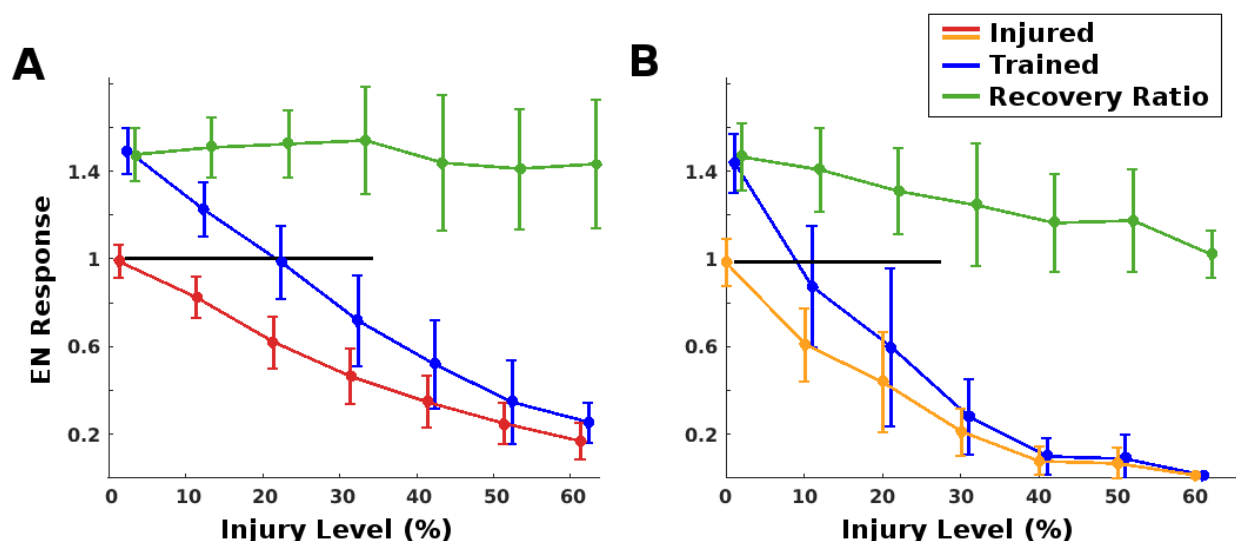 A
B
Injured
Trained
Recovery Ratio
EN Response
1.4
1
0.6
0.2
0 10 20 30 40 50 60
Injury Level (%)
1.4
1
0.6
0.2
0 10 20 30 40 50 60
Injury Level (%)